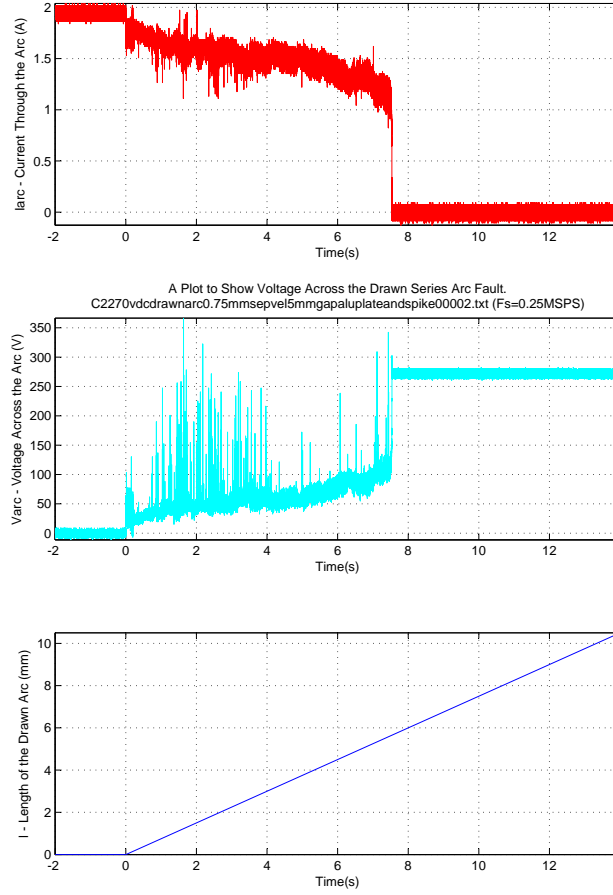 2
1.5
1
0.5
0
Iarc - Current Through the Arc (A)
-2 0 2 4 6 8 10 12
Time(s)
A Plot to Show Voltage Across the Drawn Series Arc Fault.
C2270vdcdrawnarc0.75mmsepvel5mmgapaluplateandspike00002.txt (Fs=0.25MSPS)
350
300
250
200
150
100
50
0
Varc - Voltage Across the Arc (V)
-2 0 2 4 6 8 10 12
Time(s)
10
8
6
4
2
0
l - Length of the Drawn Arc (mm)
-2 0 2 4 6 8 10 12
Time(s)